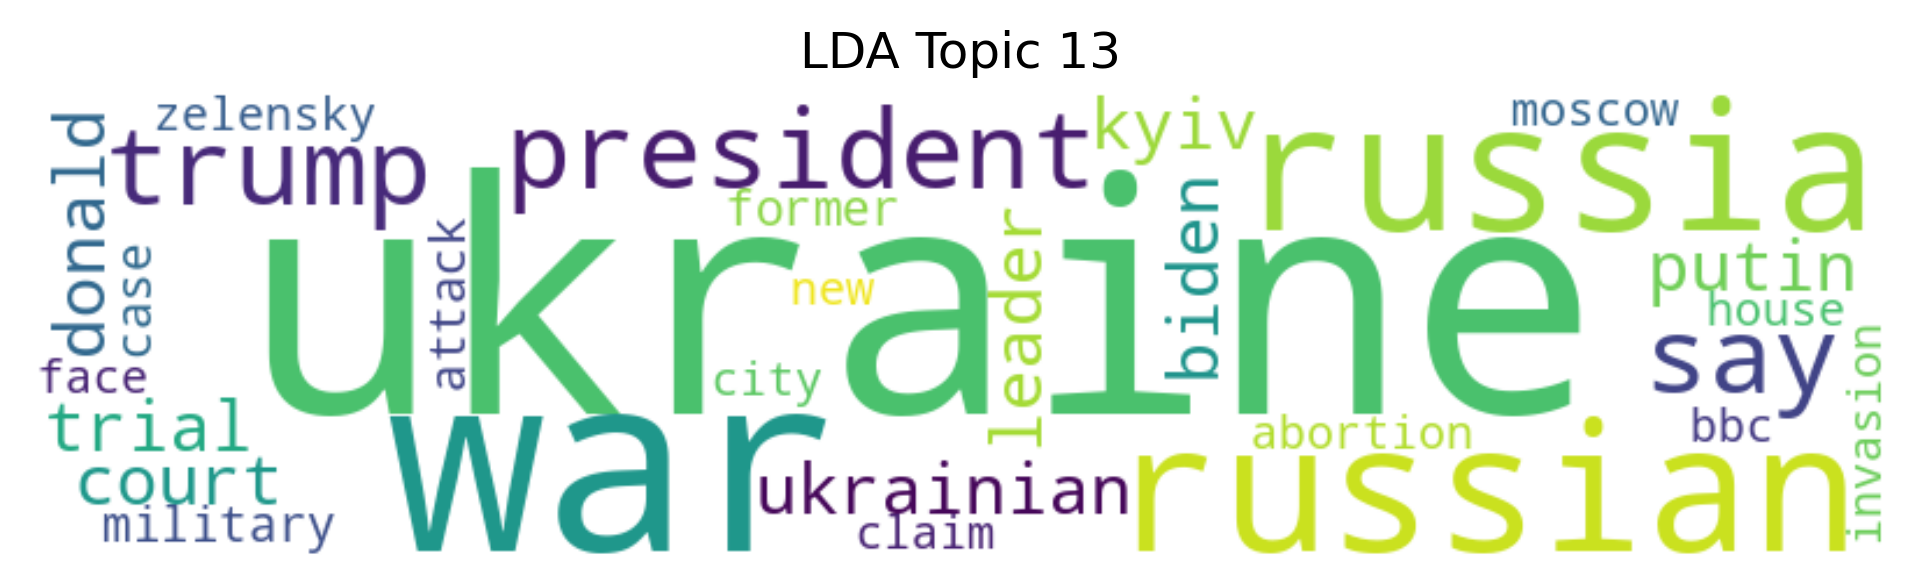 LDA Topic 13
zelensky
donald
trump
president
kyiv
moscow
russia
case
attack
ukraine
former
new
leader
biden
putin
house
say
face
city
trial
court
military
war
ukrainian
claim
abortion
russian
bbc
invasion